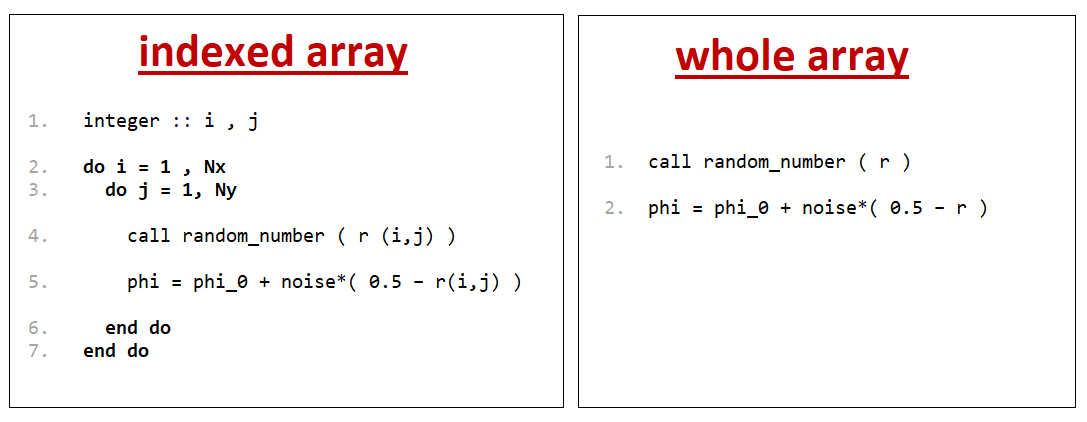 indexed array
1. integer :: i , j
2. do i = 1 , Nx
3. do j = 1, Ny
4. call random_number ( r (i,j) )
5. phi = phi_0 + noise*( 0.5 – r(i,j) )
6. end do
7. end do
whole array
1. call random_number ( r )
2. phi = phi_0 + noise*( 0.5 – r )